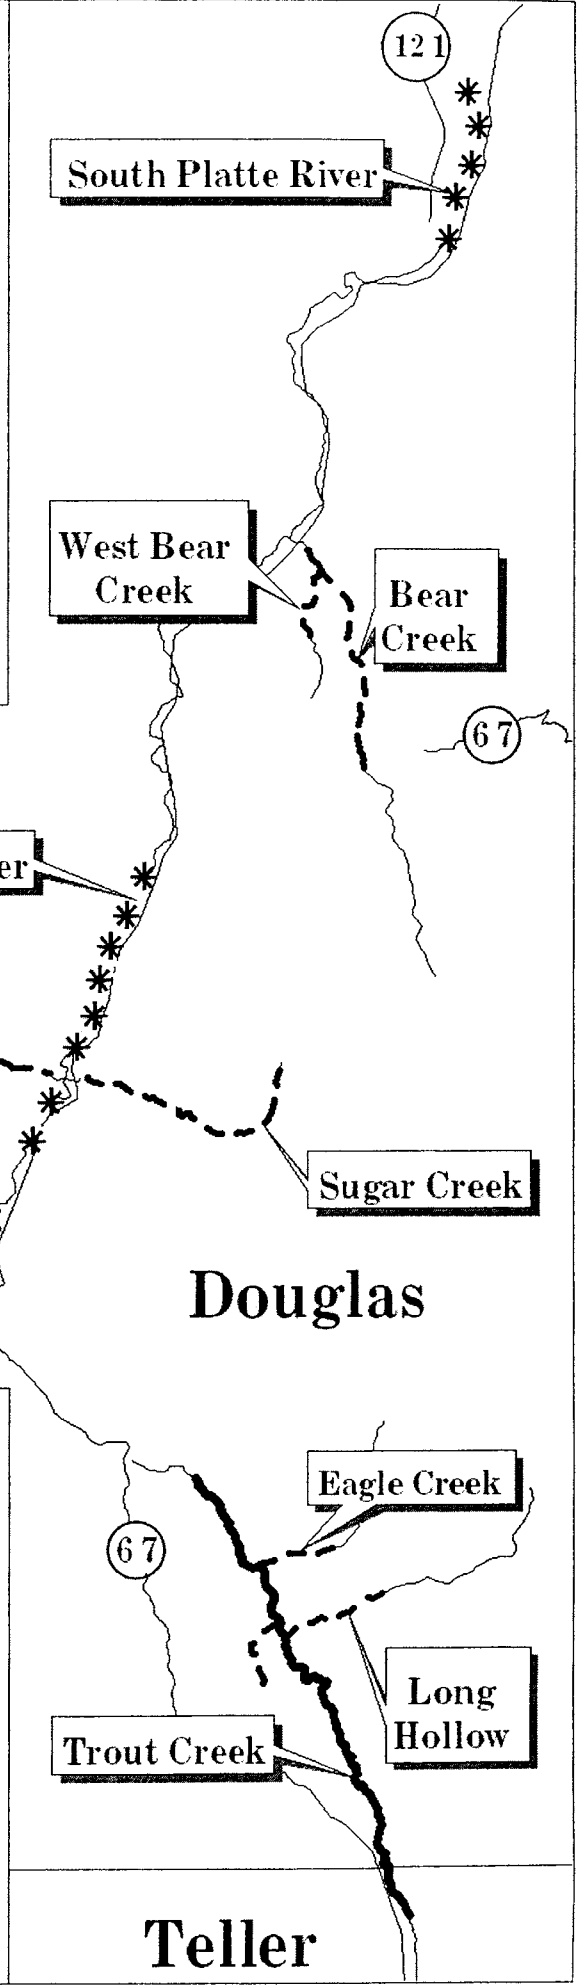 121
South Platte River
West Bear
Creek
Bear
Creek
67
er
Sugar Creek
Douglas
Eagle Creek
67
Long
Hollow
Trout Creek
Teller